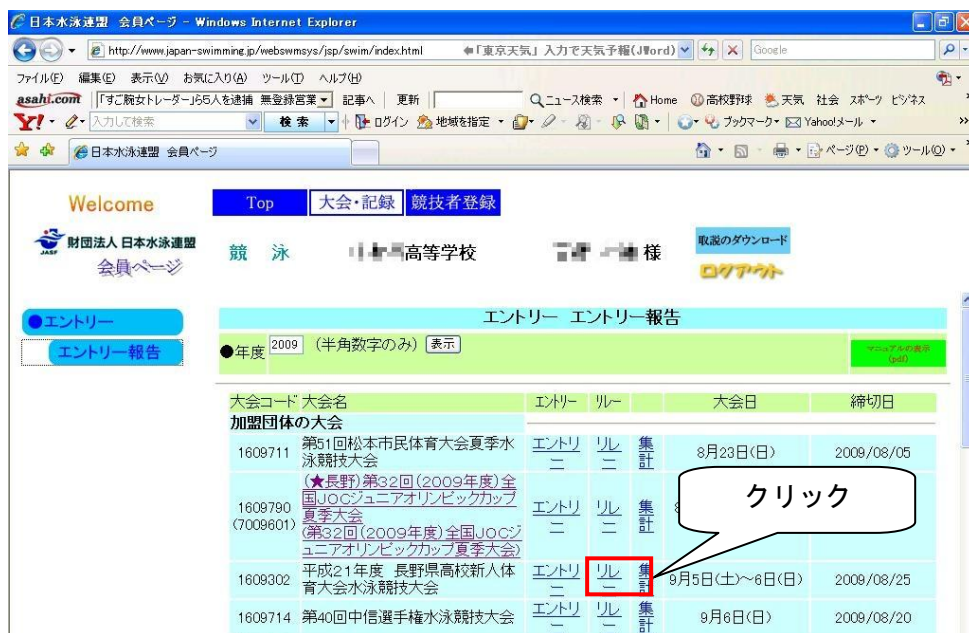 日本水泳連盟 会員ページ - Windows Internet Explorer
http://www.japan-swimming.jp/webswmsys/jsp/swim/index.html
「東京天気」入力で天気予報(JWord)
Google
ファイル(F) 編集(E) 表示(V) お気に入り(A) ツール(T) ヘルプ(H)
asahi.com 「すご腕女トレーダー」ら5人を逮捕 無登録営業 記事へ 更新 ニュース検索 Home 高校野球 天気 社会 スポーツ ビジネス
Y! 入力して検索 検索 ログイン 地域を指定 ブックマーク Yahoo!メール
日本水泳連盟 会員ページ ページ(P) ツール(O)
Welcome Top 大会・記録 競技者登録
JASF 財団法人 日本水泳連盟
会員ページ
競 泳 高等学校 様
取説のダウンロード
ログアウト
●エントリー
エントリー報告
エントリー エントリー報告
●年度 2009 (半角数字のみ) 表示
マニュアルの表示
(pdf)
大会コード 大会名 エントリー リレー 大会日 締切日
加盟団体の大会
1609711 第51回松本市民体育大会夏季水泳競技大会 エントリー リレー 集計 8月23日(日) 2009/08/05
1609790
(7009601)
(★長野)第32回(2009年度)全
国JOCジュニアオリンピックカップ
夏季大会
(第32回(2009年度)全国JOCジ
ュニアオリンピックカップ夏季大会)
エントリー リレー 集計
クリック
1609302 平成21年度 長野県高校新人体育大会水泳競技大会 エントリー リレー 集計 9月5日(土)~6日(日) 2009/08/25
1609714 第40回中信選手権水泳競技大会 エントリー リレー 集計 9月6日(日) 2009/08/20